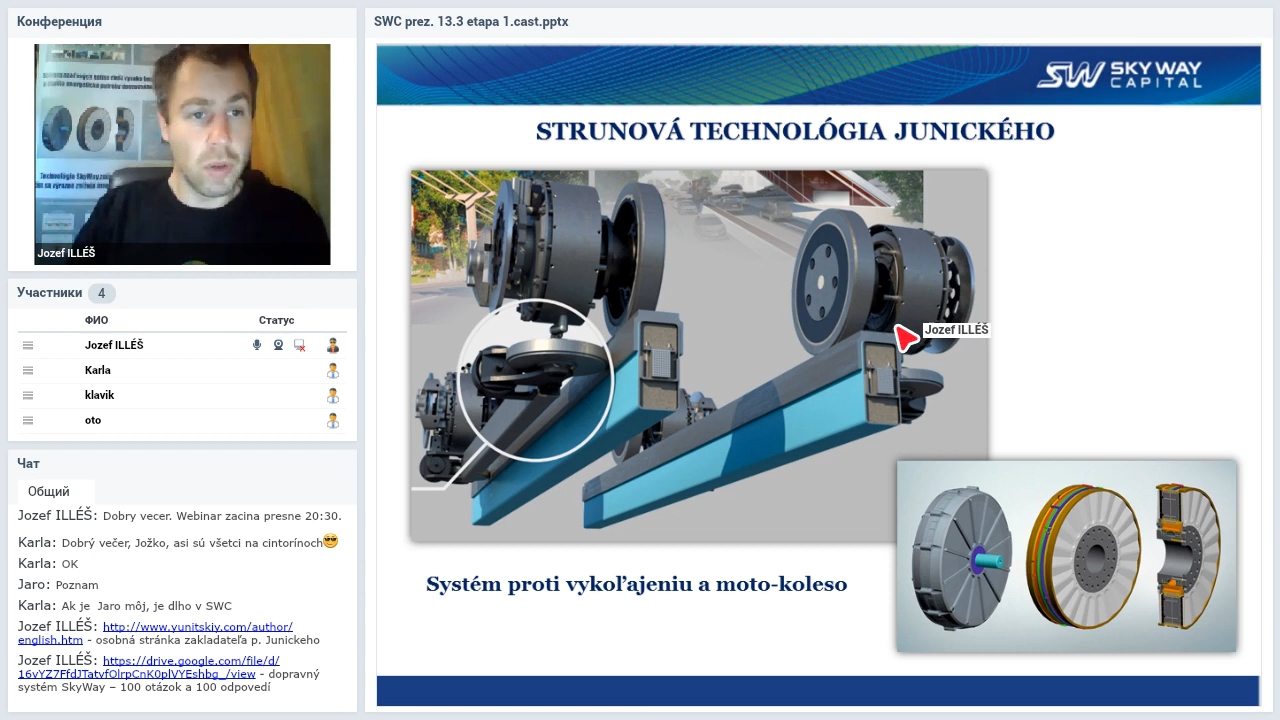 Конференция
Jozef ILLÉŠ
Участники 4
ФИО Статус
Jozef ILLÉŠ
Karla
klavik
oto
Чат
Общий
Jozef ILLÉŠ: Dobry vecer. Webinar zacina presne 20:30.
Karla: Dobrý večer, Jožko, asi sú všetci na cintorínoch
Karla: OK
Jaro: Poznam
Karla: Ak je Jaro môj, je dlho v SWC
Jozef ILLÉŠ: http://www.yunitskiy.com/author/
english.htm - osobná stránka zakladateľa p. Junickeho
Jozef ILLÉŠ: https://drive.google.com/file/d/
16vYZ7FfdJTatvfOlrpCnK0plVYEshbg_/view - dopravný
systém SkyWay – 100 otázok a 100 odpovedí
SWC prez. 13.3 etapa 1.cast.pptx
SW SKY WAY
CAPITAL
STRUNOVÁ TECHNOLÓGIA JUNICKÉHO
Jozef ILLÉŠ
Systém proti vykoľajeniu a moto-koleso